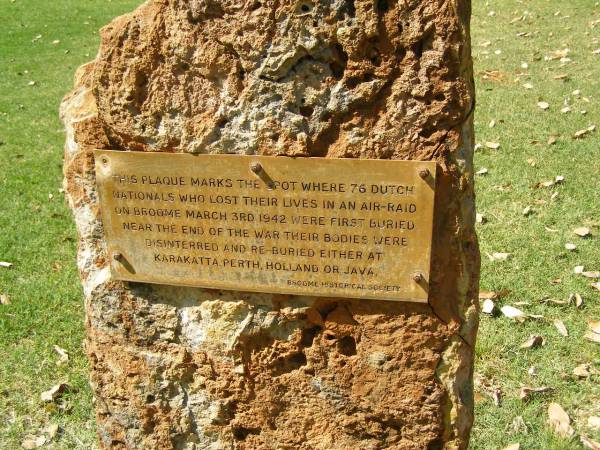 THIS PLAQUE MARKS THE SPOT WHERE 76 DUTCH
NATIONALS WHO LOST THEIR LIVES IN AN AIR-RAID
ON BROOME MARCH 3RD 1942 WERE FIRST BURIED
NEAR THE END OF THE WAR THEIR BODIES WERE
DISINTERRED AND RE-BURIED EITHER AT
KARAKATTA PERTH, HOLLAND OR JAVA.
BROOME HISTORICAL SOCIETY